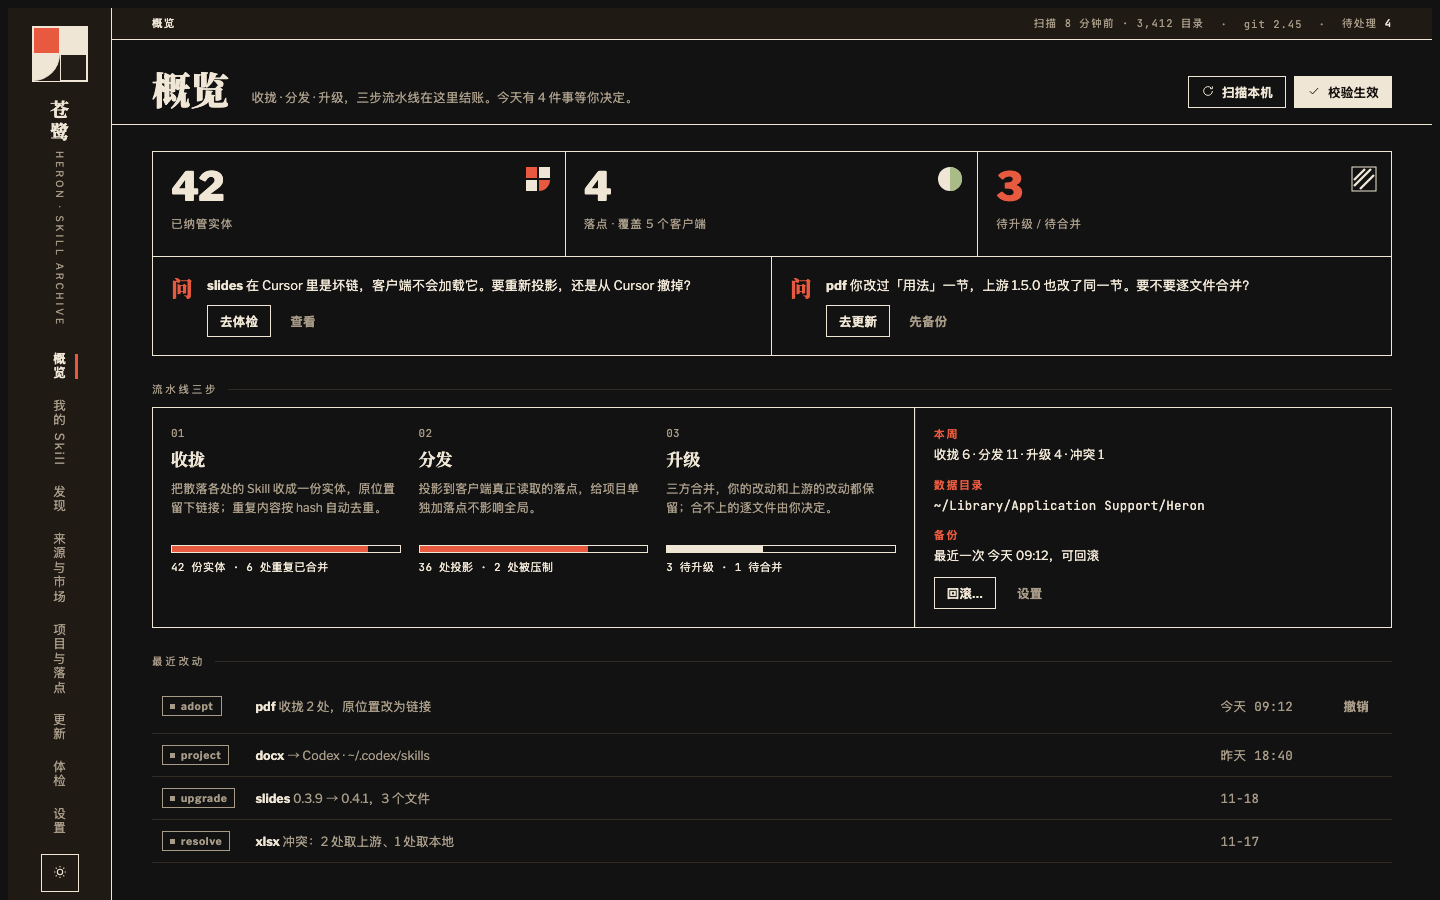 苍鹭
HERON · SKILL ARCHIVE
概览
我的 Skill
发现
来源与市场
项目与落点
更新
体检
设置
概览
扫描 8 分钟前 · 3,412 目录 · git 2.45 · 待处理 4
概览
收拢 · 分发 · 升级，三步流水线在这里结账。今天有 4 件事等你决定。
扫描本机
校验生效
42
已纳管实体
4
落点 · 覆盖 5 个客户端
3
待升级 / 待合并
问
slides 在 Cursor 里是坏链，客户端不会加载它。要重新投影，还是从 Cursor 撤掉？
去体检
查看
问
pdf 你改过「用法」一节，上游 1.5.0 也改了同一节。要不要逐文件合并？
去更新
先备份
流水线三步
01
收拢
把散落各处的 Skill 收成一份实体，原位置
留下链接；重复内容按 hash 自动去重。
42 份实体 · 6 处重复已合并
02
分发
投影到客户端真正读取的落点，给项目单
独加落点不影响全局。
36 处投影 · 2 处被压制
03
升级
三方合并，你的改动和上游的改动都保
留；合不上的逐文件由你决定。
3 待升级 · 1 待合并
本周
收拢 6 · 分发 11 · 升级 4 · 冲突 1
数据目录
~/Library/Application Support/Heron
备份
最近一次 今天 09:12，可回滚
回滚...
设置
最近改动
adopt
pdf 收拢 2 处，原位置改为链接
今天 09:12
撤销
project
docx → Codex · ~/.codex/skills
昨天 18:40
upgrade
slides 0.3.9 → 0.4.1，3 个文件
11-18
resolve
xlsx 冲突：2 处取上游、1 处取本地
11-17